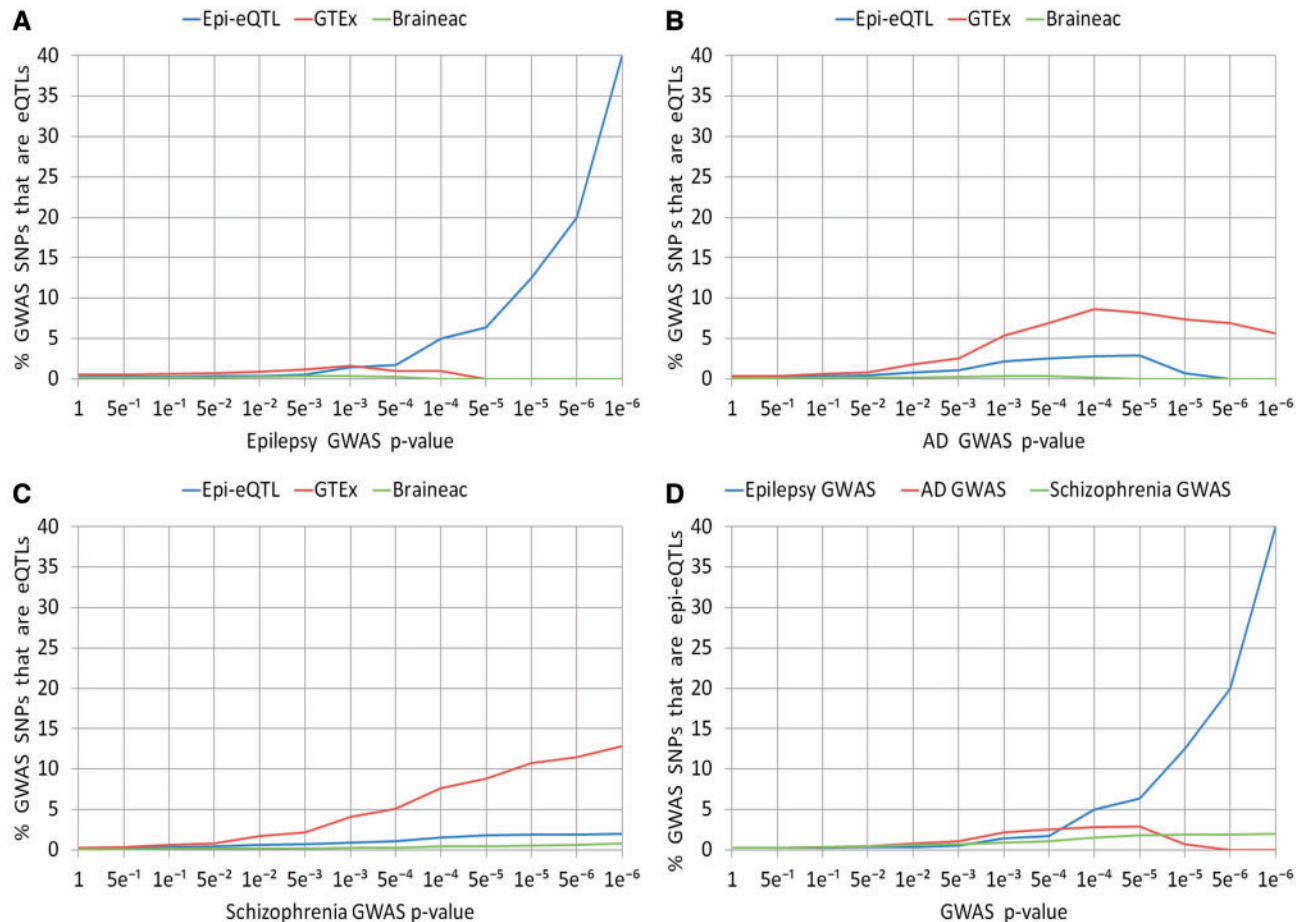 A
Epi-eQTL GTEx Braineac
% GWAS SNPs that are eQTLs
40
35
30
25
20
15
10
5
0
1 5e⁻¹ 1e⁻¹ 5e⁻² 1e⁻² 5e⁻³ 1e⁻³ 5e⁻⁴ 1e⁻⁴ 5e⁻⁵ 1e⁻⁵ 5e⁻⁶ 1e⁻⁶
Epilepsy GWAS p-value
B
Epi-eQTL GTEx Braineac
% GWAS SNP s that are eQTLs
40
35
30
25
20
15
10
5
0
1 5e⁻¹ 1e⁻¹ 5e⁻² 1e⁻² 5e⁻³ 1e⁻³ 5e⁻⁴ 1e⁻⁴ 5e⁻⁵ 1e⁻⁵ 5e⁻⁶ 1e⁻⁶
AD GWAS p-value
C
Epi-eQTL GTEx Braineac
% GWAS SNPs that are eQTLs
40
35
30
25
20
15
10
5
0
1 5e⁻¹ 1e⁻¹ 5e⁻² 1e⁻² 5e⁻³ 1e⁻³ 5e⁻⁴ 1e⁻⁴ 5e⁻⁵ 1e⁻⁵ 5e⁻⁶ 1e⁻⁶
Schizophrenia GWAS p-value
D
Epilepsy GWAS AD GWAS Schizophrenia GWAS
% GWAS SNPs that are epi-eQTLs
40
35
30
25
20
15
10
5
0
1 5e⁻¹ 1e⁻¹ 5e⁻² 1e⁻² 5e⁻³ 1e⁻³ 5e⁻⁴ 1e⁻⁴ 5e⁻⁵ 1e⁻⁵ 5e⁻⁶ 1e⁻⁶
GWAS p-value